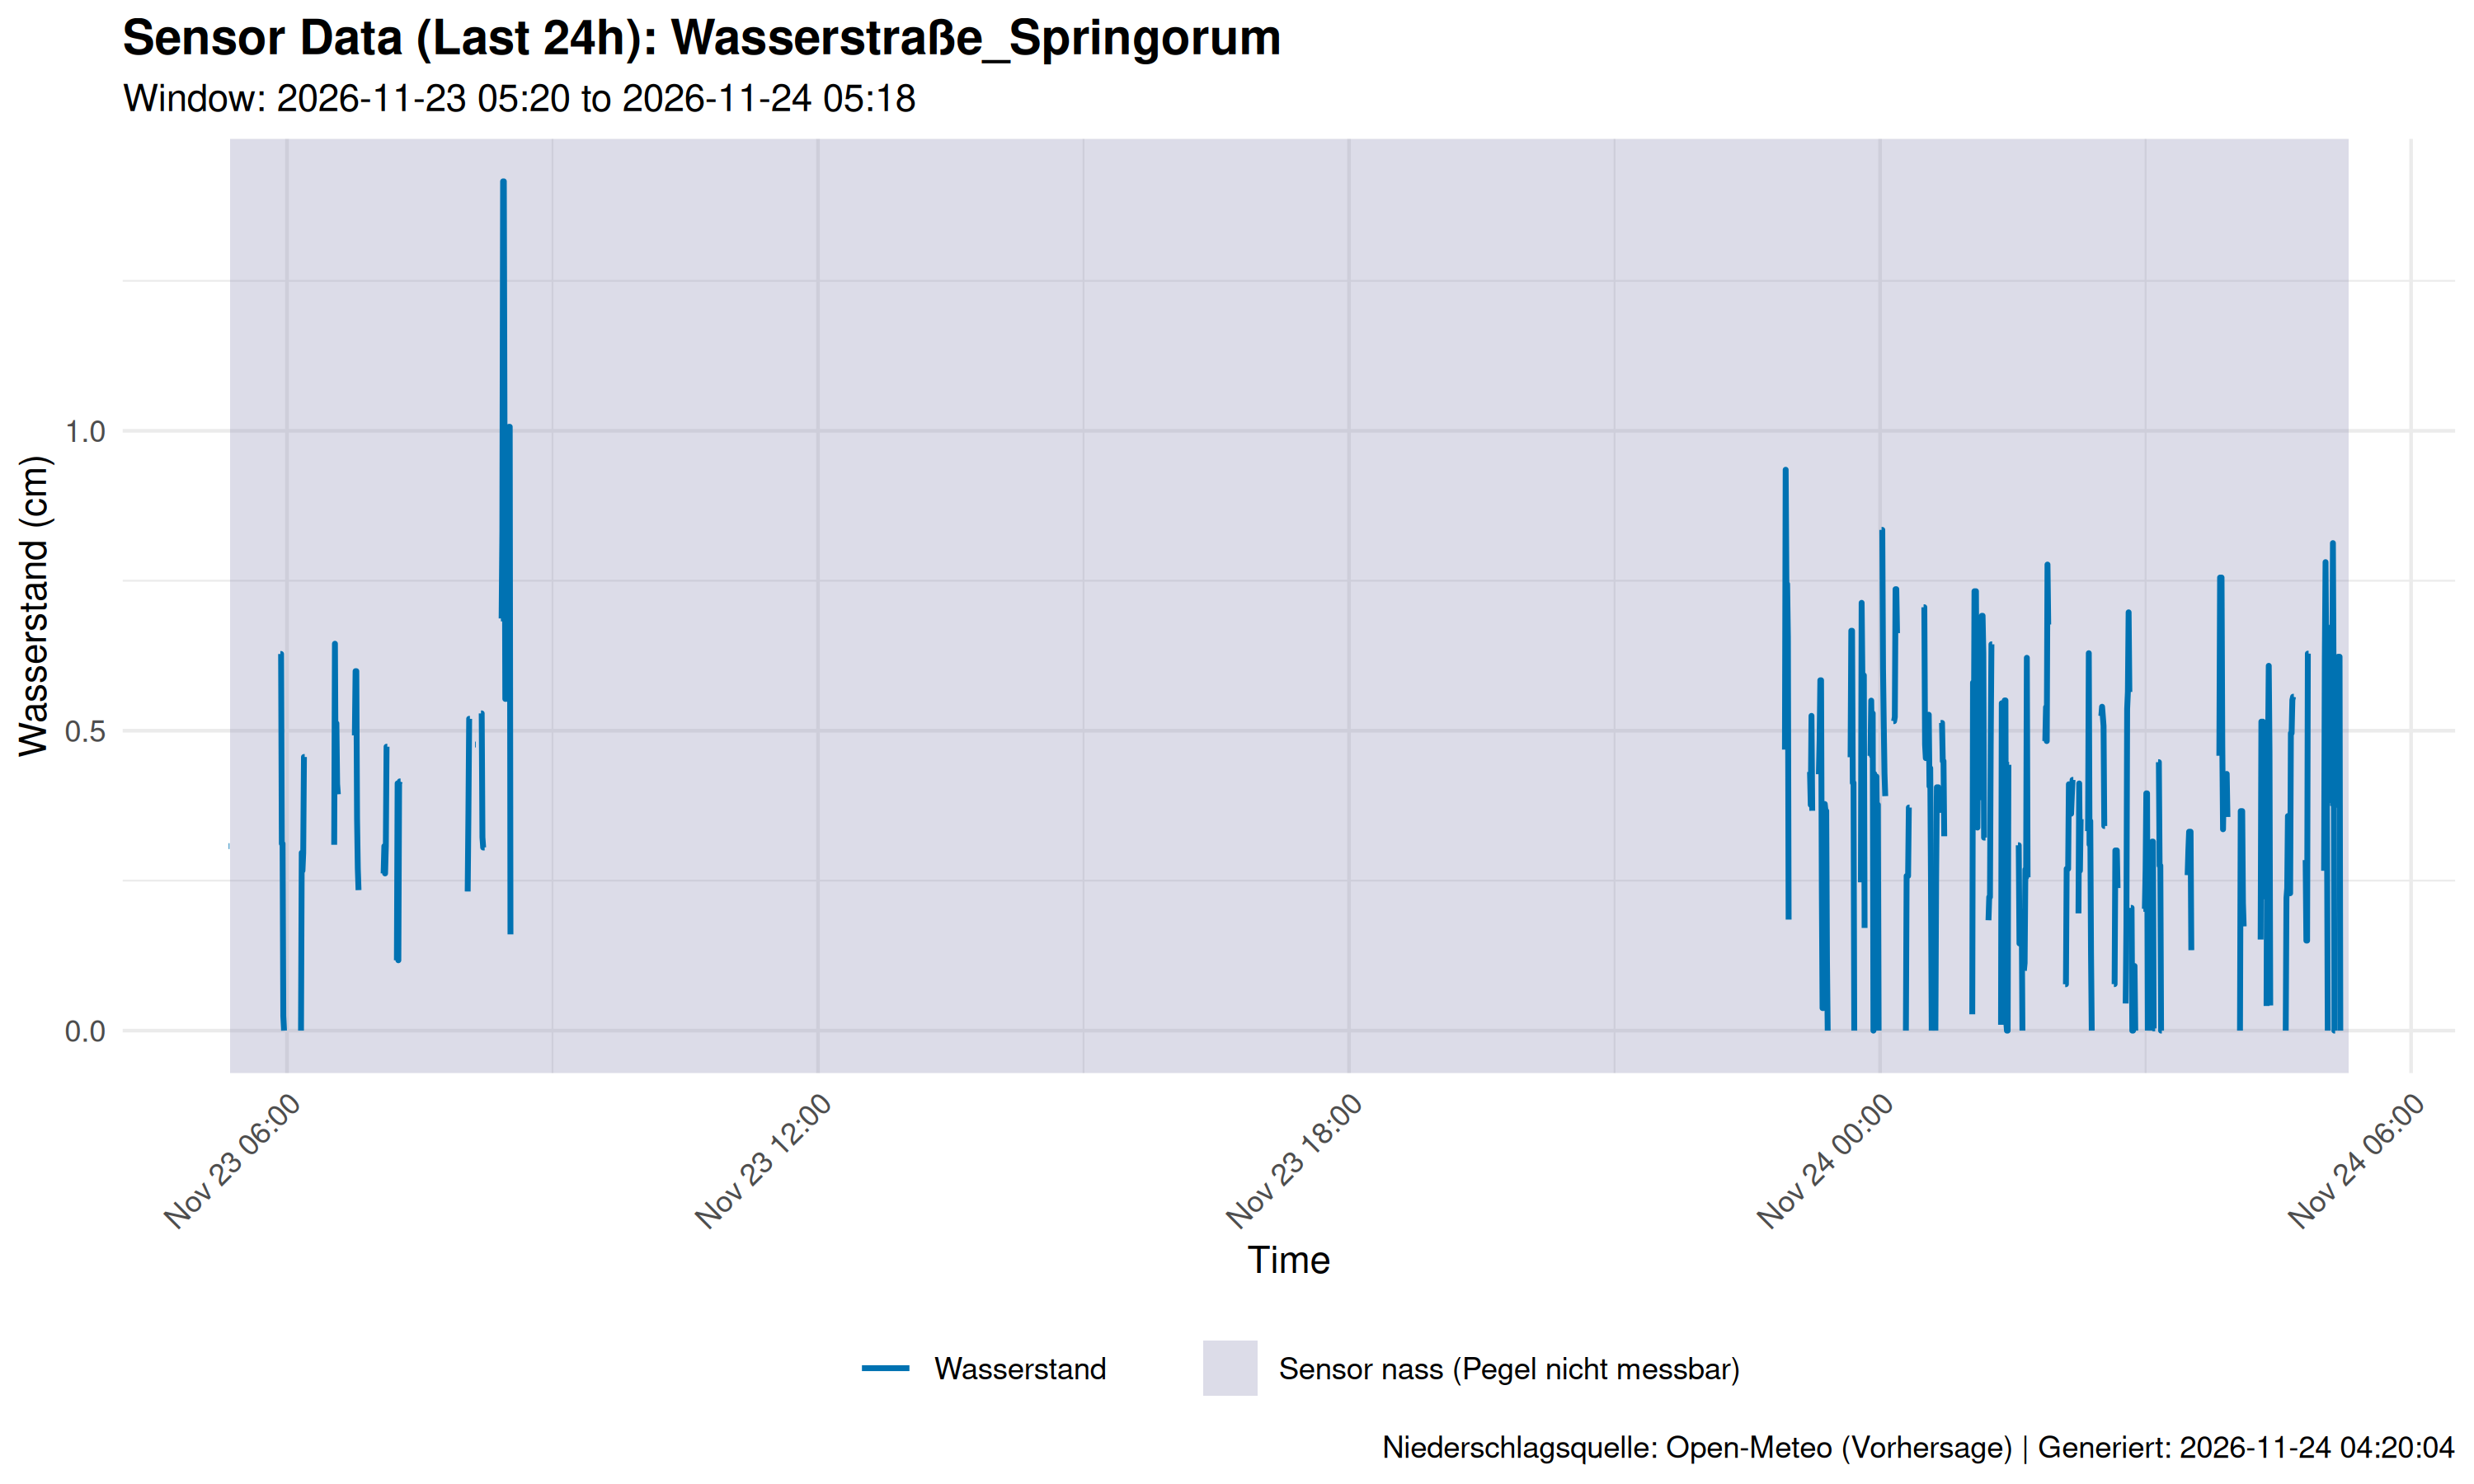 Sensor Data (Last 24h): Wasserstraße_Springorum
Window: 2026-11-23 05:20 to 2026-11-24 05:18
Wasserstand (cm)
1.0
0.5
0.0
Nov 23 06:00
Nov 23 12:00
Nov 23 18:00
Nov 24 00:00
Nov 24 06:00
Time
Wasserstand
Sensor nass (Pegel nicht messbar)
Niederschlagsquelle: Open-Meteo (Vorhersage) | Generiert: 2026-11-24 04:20:04